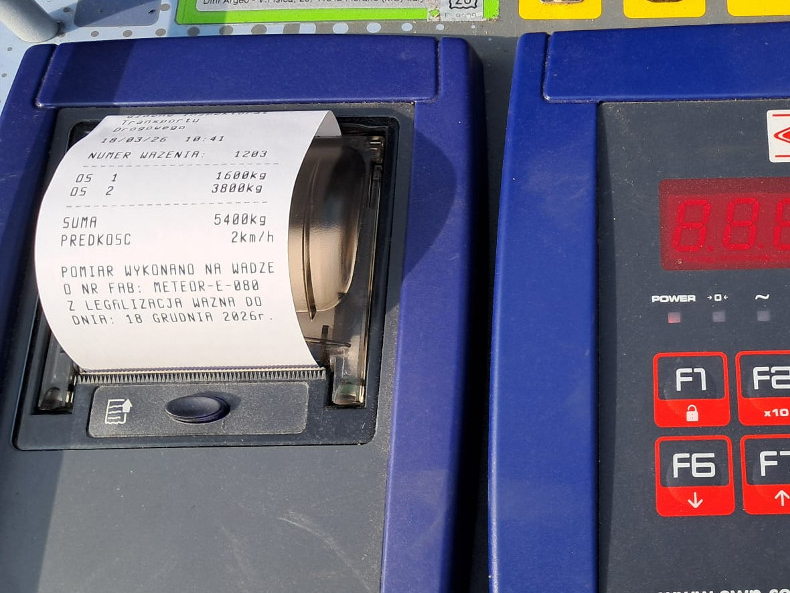 Transportu
Drogowego
18/03/26 10:41
NUMER WAZENIA: 1203
OS 1 1600kg
OS 2 3800kg
SUMA 5400kg
PREDKOSC 2km/h
POMIAR WYKONANO NA WADZE
O NR FAB: METEOR-E-080
Z LEGALIZACJA WAZNA DO
DNIA: 18 GRUDNIA 2026r.
POWER →0← ~
F1
x10
F6